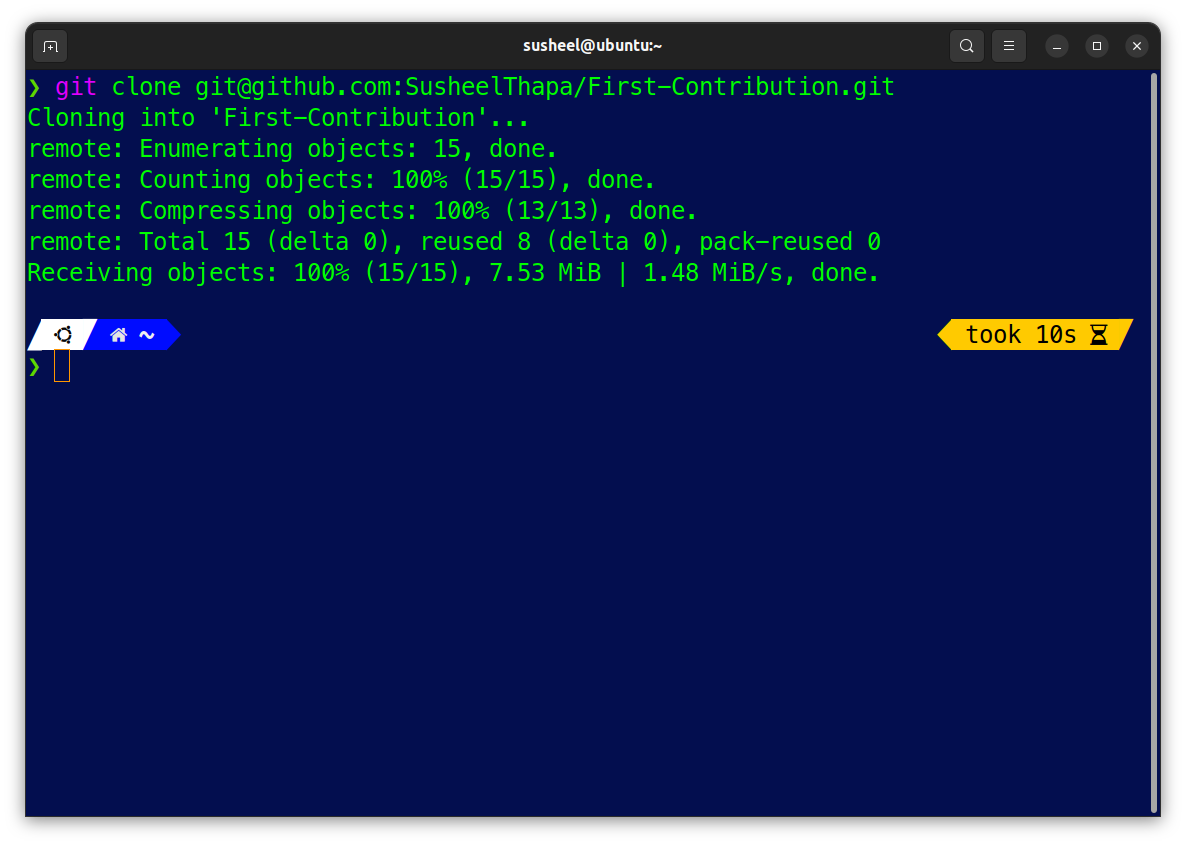 susheel@ubuntu:~
❯ git clone git@github.com:SusheelThapa/First-Contribution.git
Cloning into 'First-Contribution'...
remote: Enumerating objects: 15, done.
remote: Counting objects: 100% (15/15), done.
remote: Compressing objects: 100% (13/13), done.
remote: Total 15 (delta 0), reused 8 (delta 0), pack-reused 0
Receiving objects: 100% (15/15), 7.53 MiB | 1.48 MiB/s, done.
~ took 10s
❯